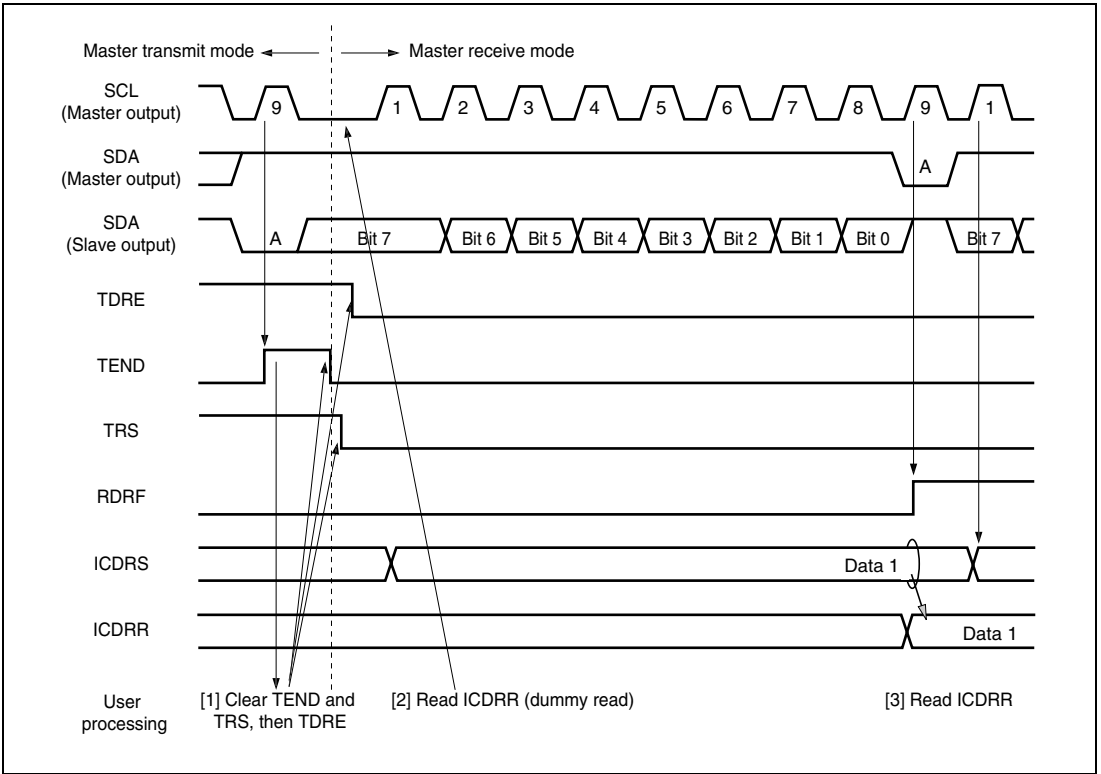 Master transmit mode
Master receive mode
SCL
(Master output)
9
1
2
3
4
5
6
7
8
9
1
SDA
(Master output)
A
SDA
(Slave output)
A
Bit 7
Bit 6
Bit 5
Bit 4
Bit 3
Bit 2
Bit 1
Bit 0
Bit 7
TDRE
TEND
TRS
RDRF
ICDRS
Data 1
ICDRR
Data 1
User
processing
[1] Clear TEND and
TRS, then TDRE
[2] Read ICDRR (dummy read)
[3] Read ICDRR